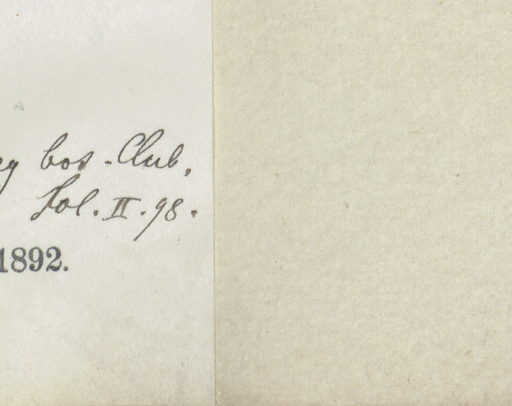 bot-Club,
Vol. II. 98.
1892.